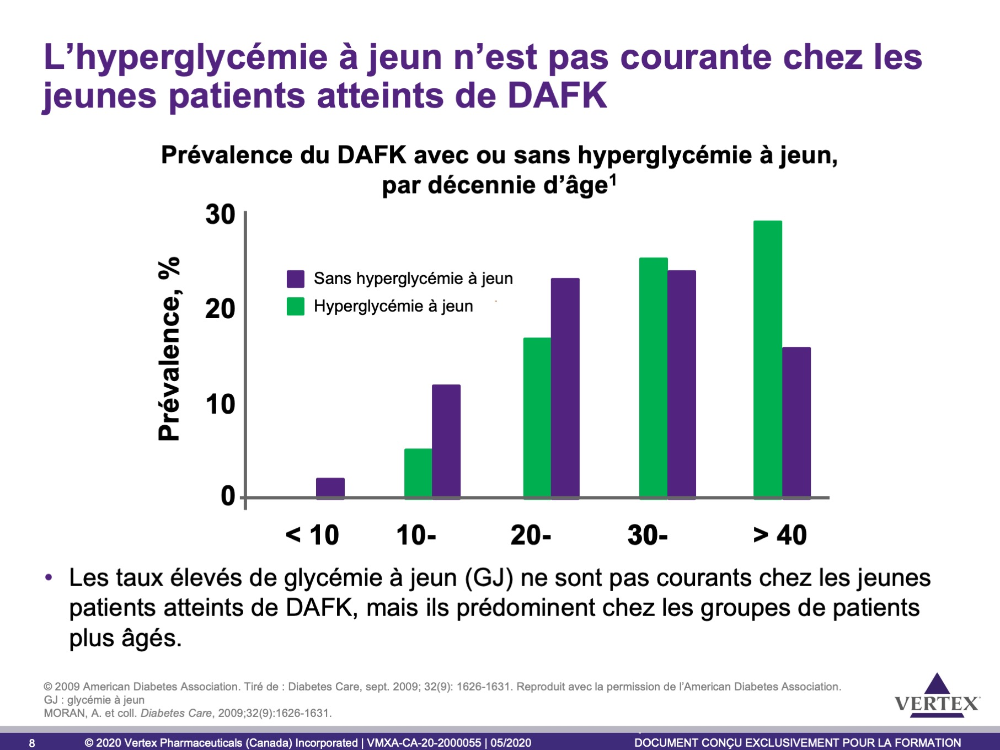 L’hyperglycémie à jeun n’est pas courante chez les
jeunes patients atteints de DAFK
Prévalence du DAFK avec ou sans hyperglycémie à jeun,
par décennie d’âge1
Prévalence, %
30
20
10
0
Sans hyperglycémie à jeun
Hyperglycémie à jeun
< 10
10-
20-
30-
> 40
• Les taux élevés de glycémie à jeun (GJ) ne sont pas courants chez les jeunes
patients atteints de DAFK, mais ils prédominent chez les groupes de patients
plus âgés.
© 2009 American Diabetes Association. Tiré de : Diabetes Care, sept. 2009; 32(9): 1626-1631. Reproduit avec la permission de l’American Diabetes Association.
GJ : glycémie à jeun
MORAN, A. et coll. Diabetes Care, 2009;32(9):1626-1631.
VERTEX
8
© 2020 Vertex Pharmaceuticals (Canada) Incorporated | VMXA-CA-20-2000055 | 05/2020
DOCUMENT CONÇU EXCLUSIVEMENT POUR LA FORMATION